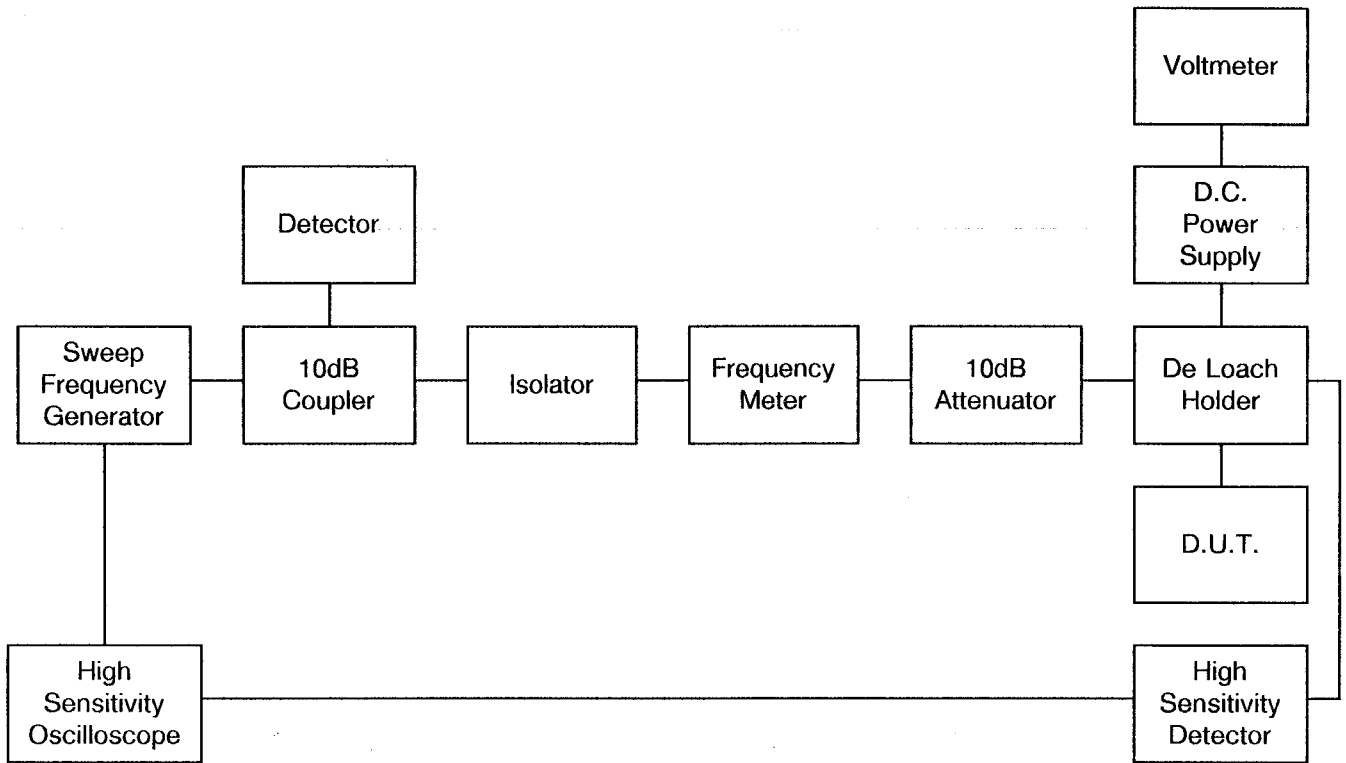 Voltmeter
D.C.
Power
Supply
Detector
Sweep
Frequency
Generator
10dB
Coupler
Isolator
Frequency
Meter
10dB
Attenuator
De Loach
Holder
D.U.T.
High
Sensitivity
Oscilloscope
High
Sensitivity
Detector